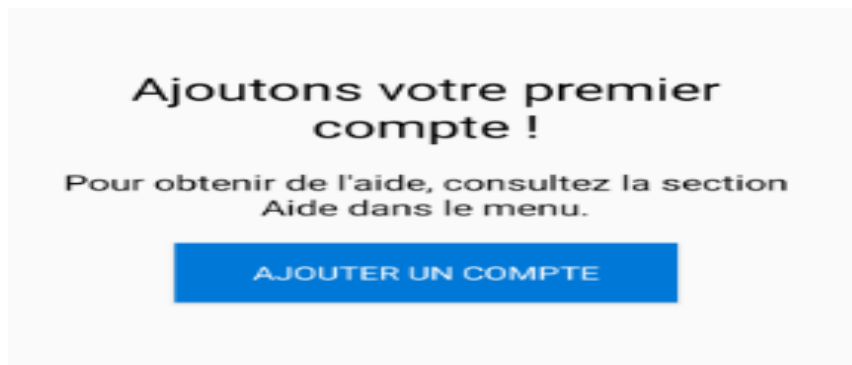 Ajoutons votre premier
compte !
Pour obtenir de l'aide, consultez la section
Aide dans le menu.
AJOUTER UN COMPTE